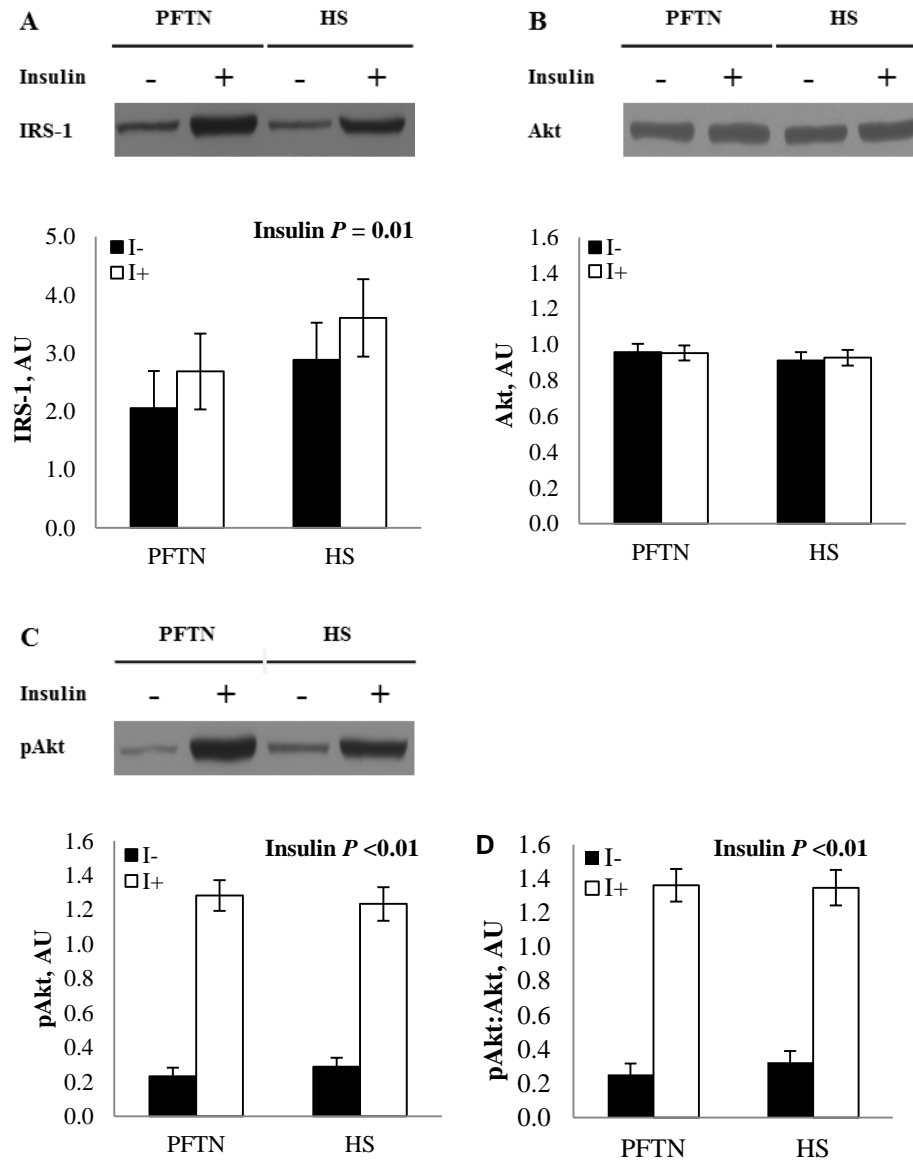 A
PFTN HS
Insulin - + - +
IRS-1
Insulin P = 0.01
I-
I+
5.0
4.0
3.0
2.0
1.0
0.0
IRS-1, AU
PFTN HS
B
PFTN HS
Insulin - + - +
Akt
I-
I+
1.6
1.4
1.2
1.0
0.8
0.6
0.4
0.2
0.0
Akt, AU
PFTN HS
C
PFTN HS
Insulin - + - +
pAkt
Insulin P <0.01
I-
I+
1.6
1.4
1.2
1.0
0.8
0.6
0.4
0.2
0.0
pAkt, AU
PFTN HS
D
Insulin P <0.01
I-
I+
1.6
1.4
1.2
1.0
0.8
0.6
0.4
0.2
0.0
pAkt:Akt, AU
PFTN HS